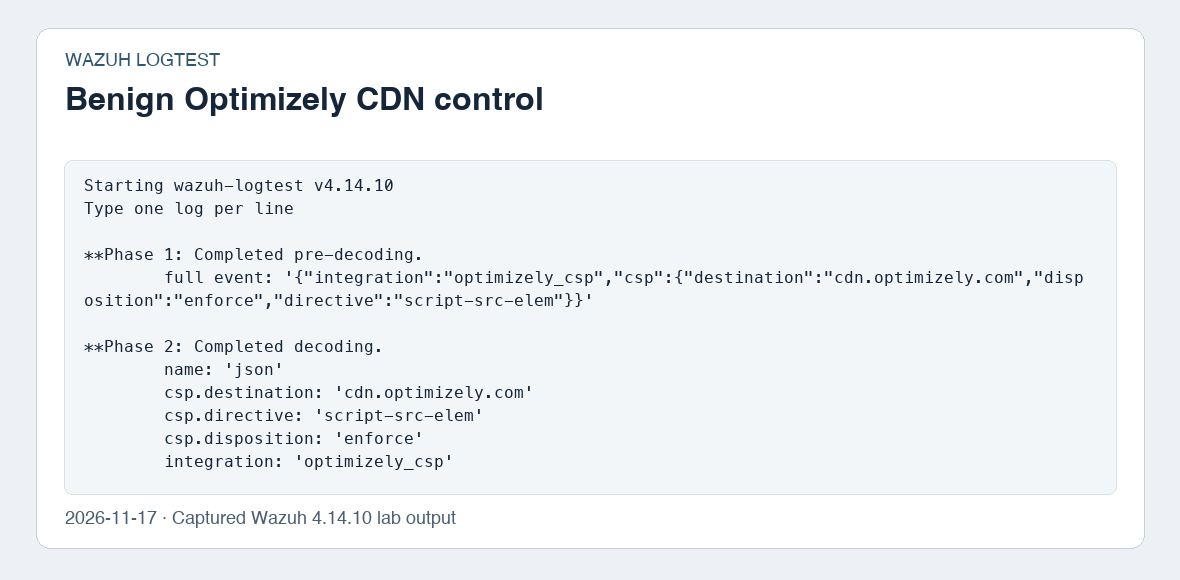 WAZUH LOGTEST
Benign Optimizely CDN control
Starting wazuh-logtest v4.14.10
Type one log per line
**Phase 1: Completed pre-decoding.
full event: '{"integration":"optimizely_csp","csp":{"destination":"cdn.optimizely.com","disp
osition":"enforce","directive":"script-src-elem"}}'
**Phase 2: Completed decoding.
name: 'json'
csp.destination: 'cdn.optimizely.com'
csp.directive: 'script-src-elem'
csp.disposition: 'enforce'
integration: 'optimizely_csp'
2026-11-17 · Captured Wazuh 4.14.10 lab output